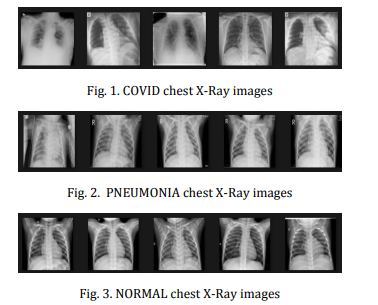 Fig. 1. COVID chest X-Ray images
Fig. 2. PNEUMONIA chest X-Ray images
Fig. 3. NORMAL chest X-Ray images